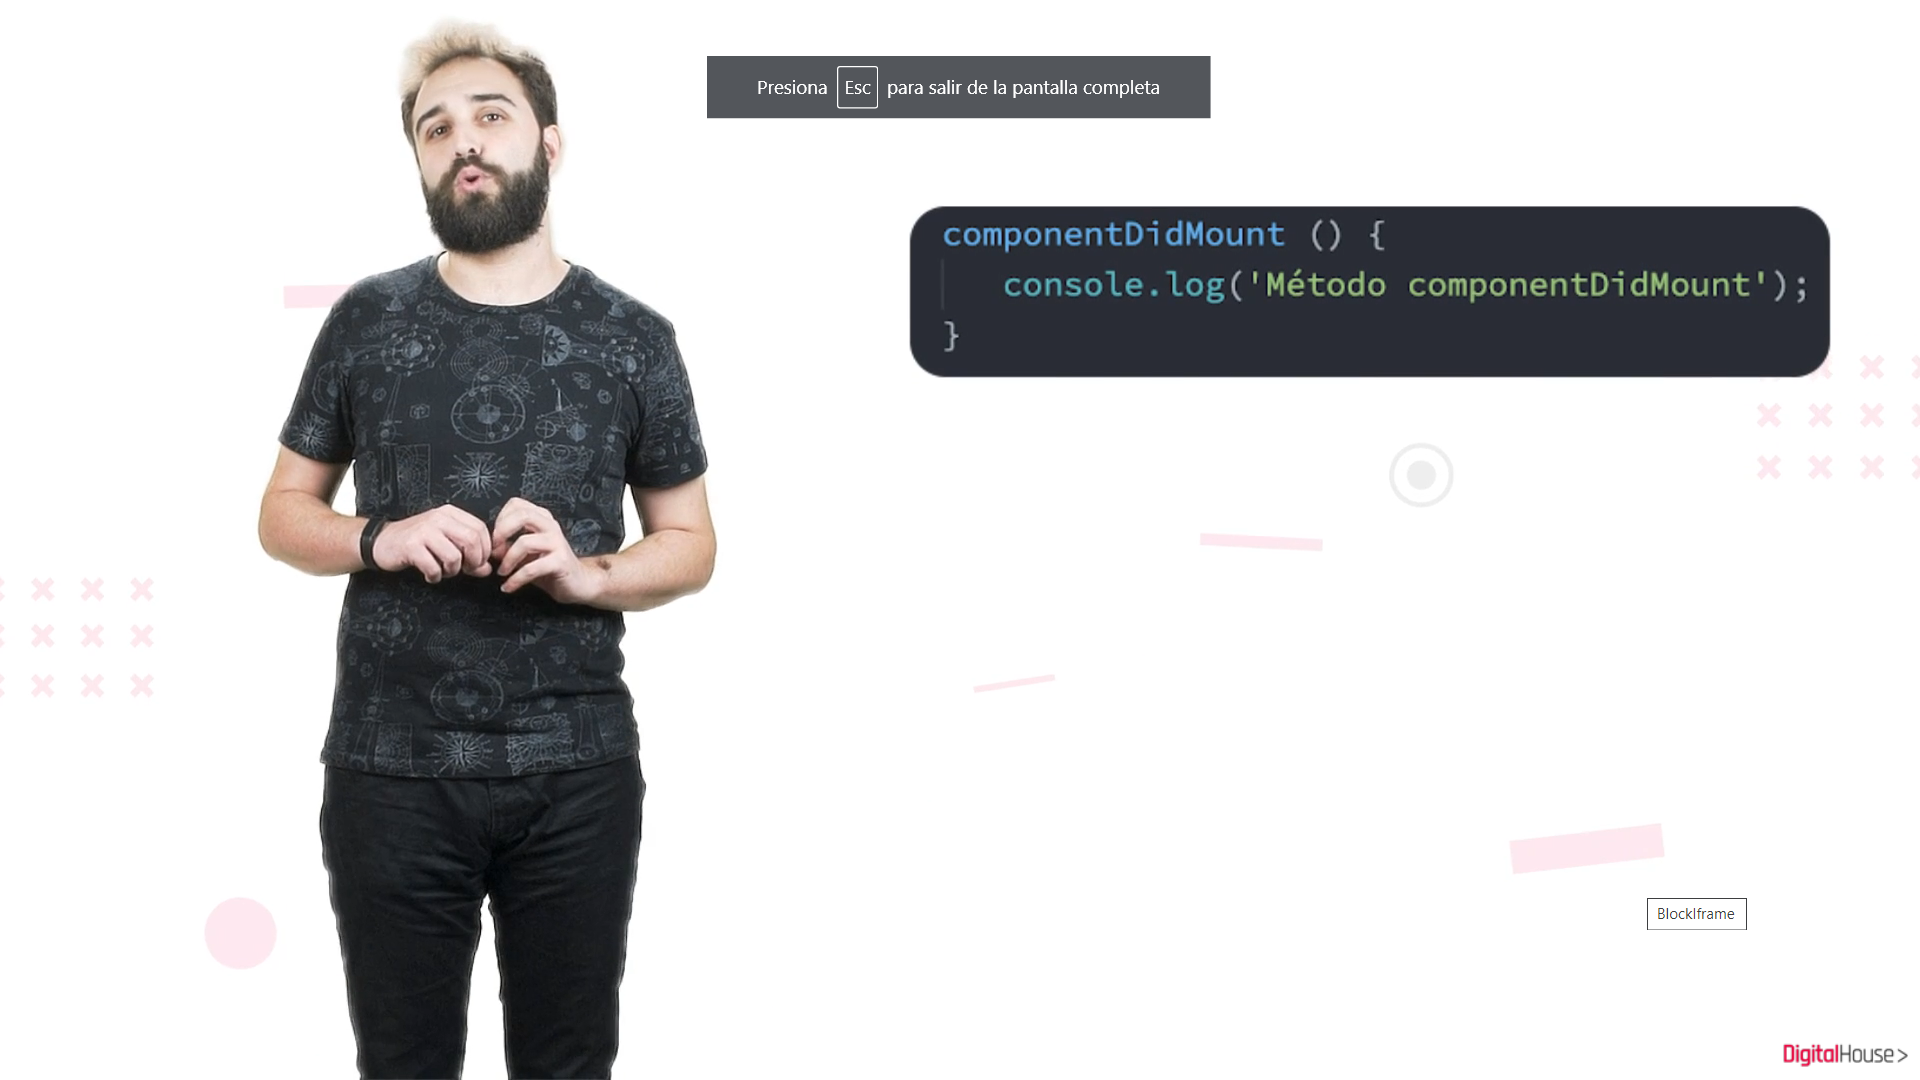 Presiona Esc para salir de la pantalla completa
componentDidMount () {
console.log('Método componentDidMount');
}
BlockIframe
DigitalHouse>